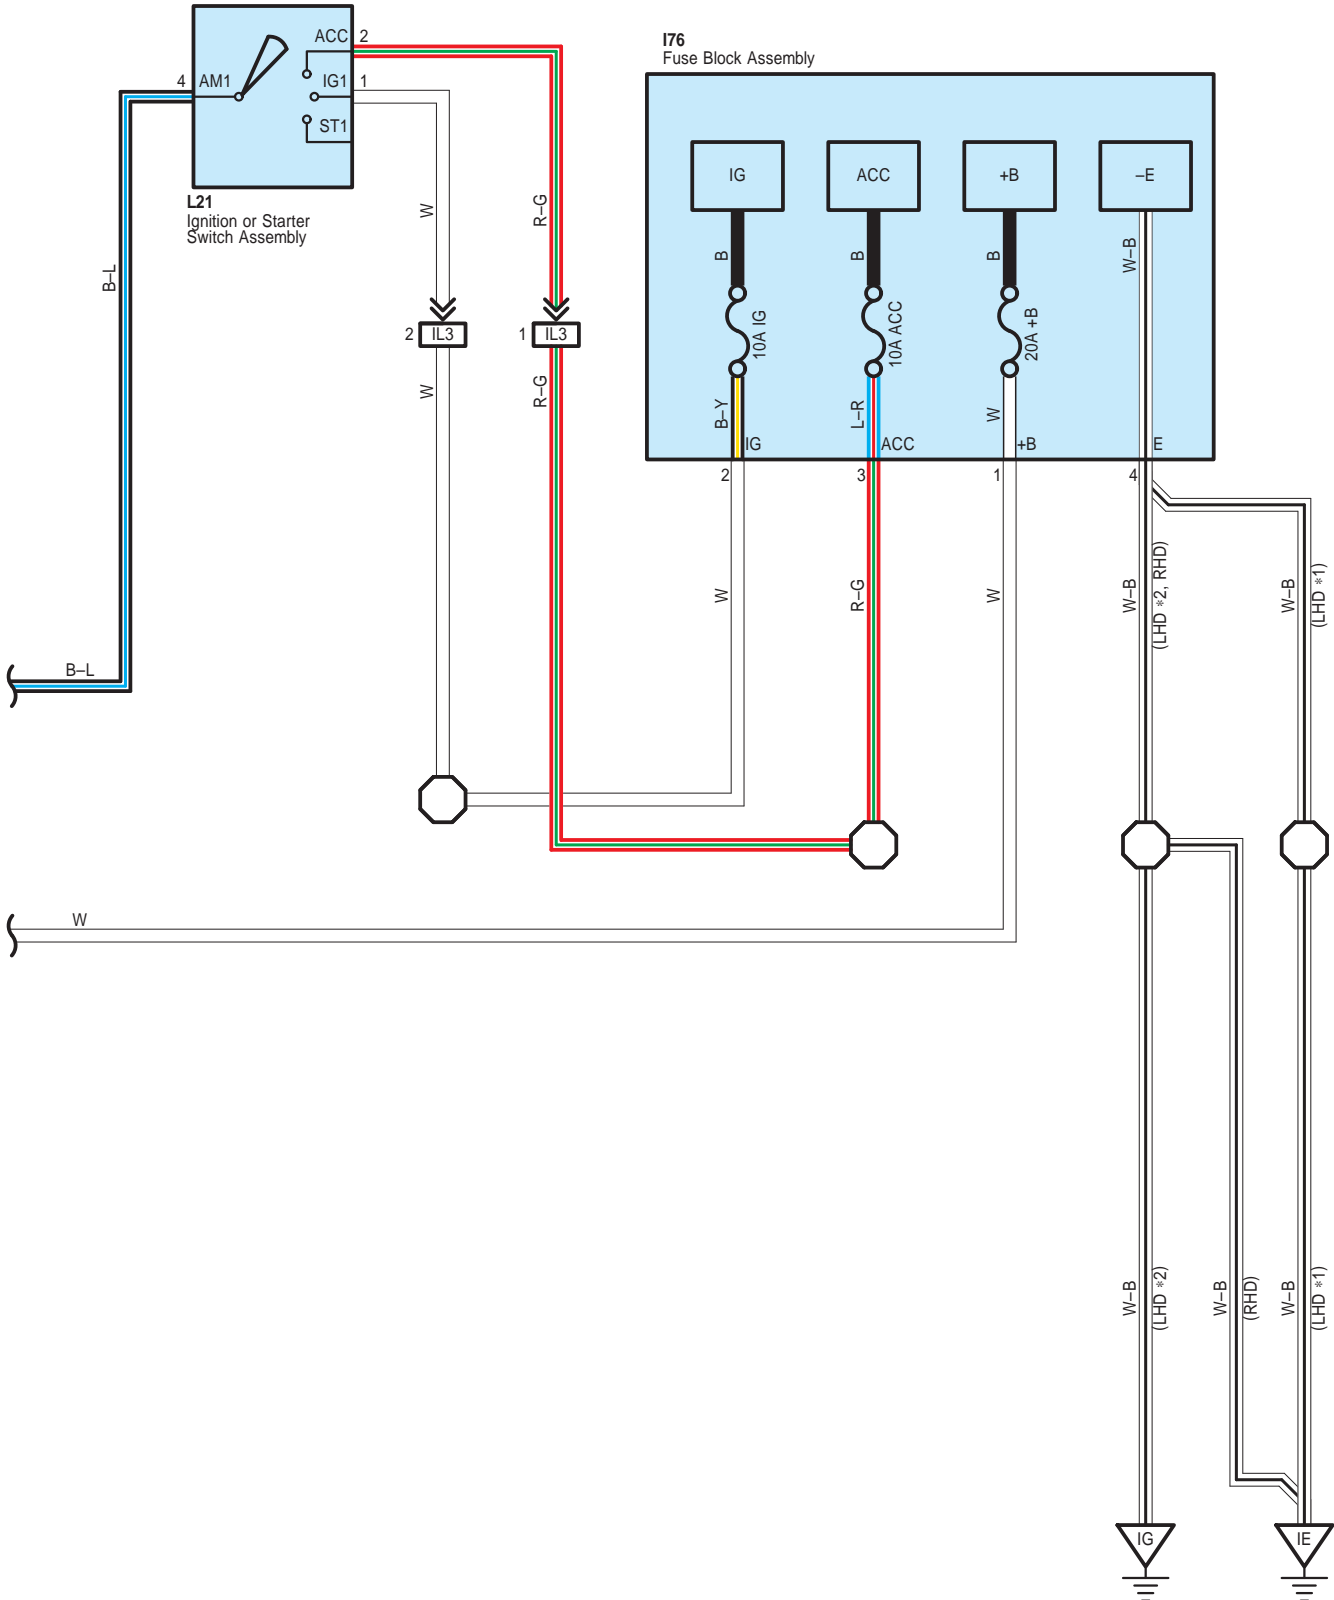 ACC 2
4 AM1
IG1 1
ST1
L21
Ignition or Starter
Switch Assembly
B–L
B–L
W
R–G
2 IL3
1 IL3
W
R–G
I76
Fuse Block Assembly
IG
ACC
+B
–E
B
B
B
W–B
10A IG
10A ACC
20A +B
B–Y
L–R
W
IG
ACC
+B
E
2
3
1
4
W
R–G
W
W–B
(LHD *2, RHD)
W–B
(LHD *1)
W
W–B
(LHD *2)
W–B
(RHD)
W–B
(LHD *1)
IG
IE